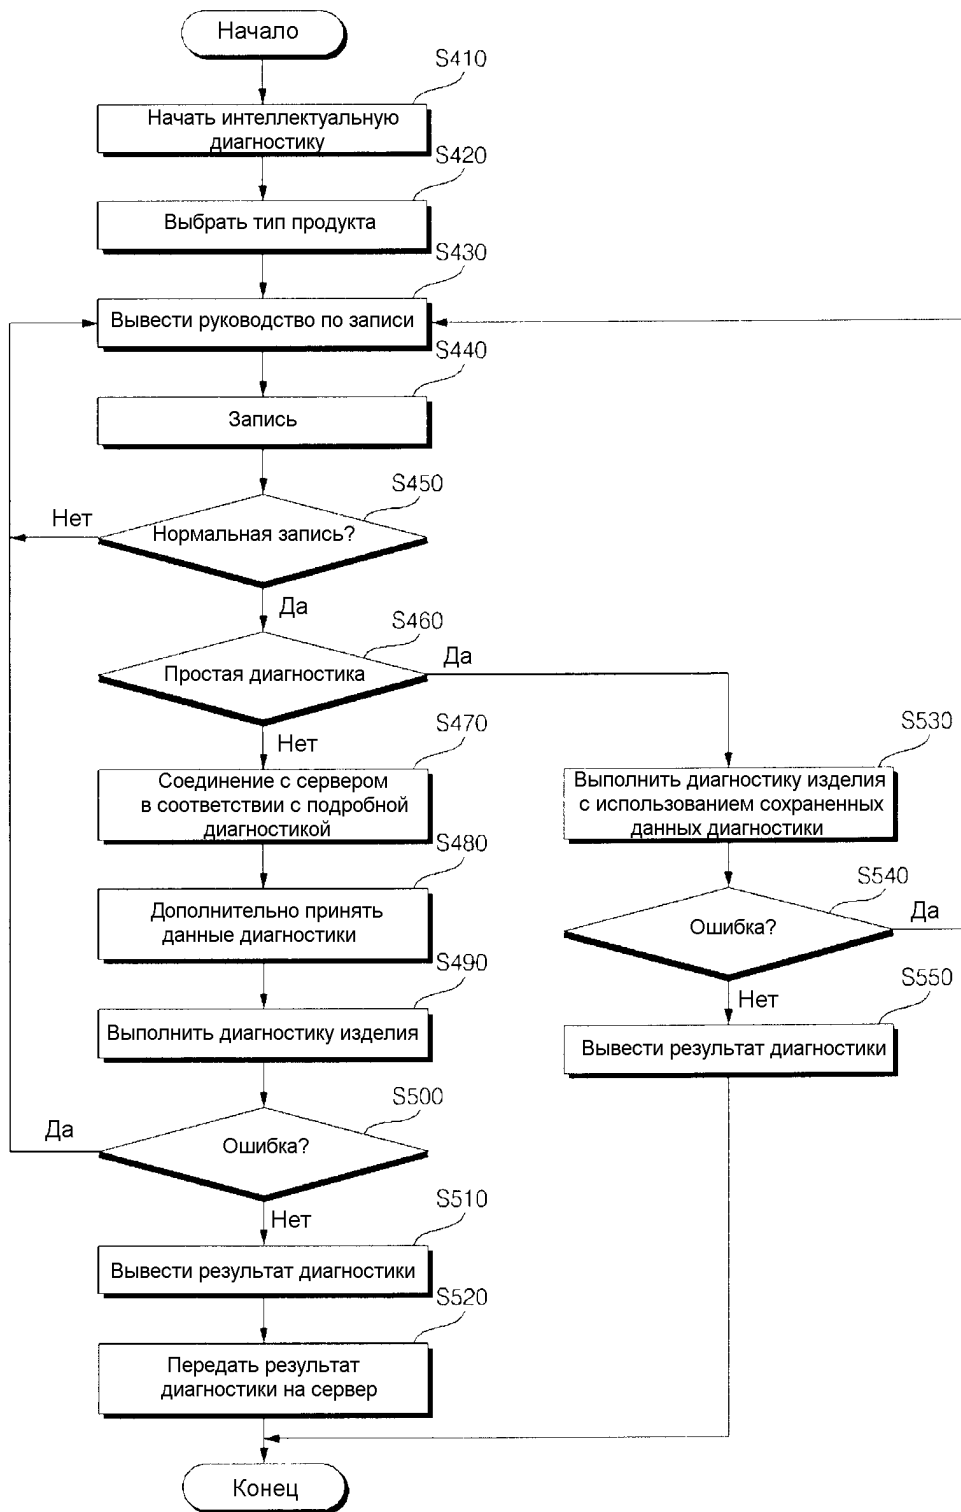 Начало
S410
Начать интеллектуальную
диагностику
S420
Выбрать тип продукта
S430
Вывести руководство по записи
S440
Запись
S450
Нет
Нормальная запись?
Да
S460
Простая диагностика
Да
Нет
S470
Соединение с сервером
в соответствии с подробной
диагностикой
S480
Дополнительно принять
данные диагностики
S490
Выполнить диагностику изделия
S500
Да
Ошибка?
Нет
S510
Вывести результат диагностики
S520
Передать результат
диагностики на сервер
S530
Выполнить диагностику изделия
с использованием сохраненных
данных диагностики
S540
Ошибка?
Да
Нет
S550
Вывести результат диагностики
Конец